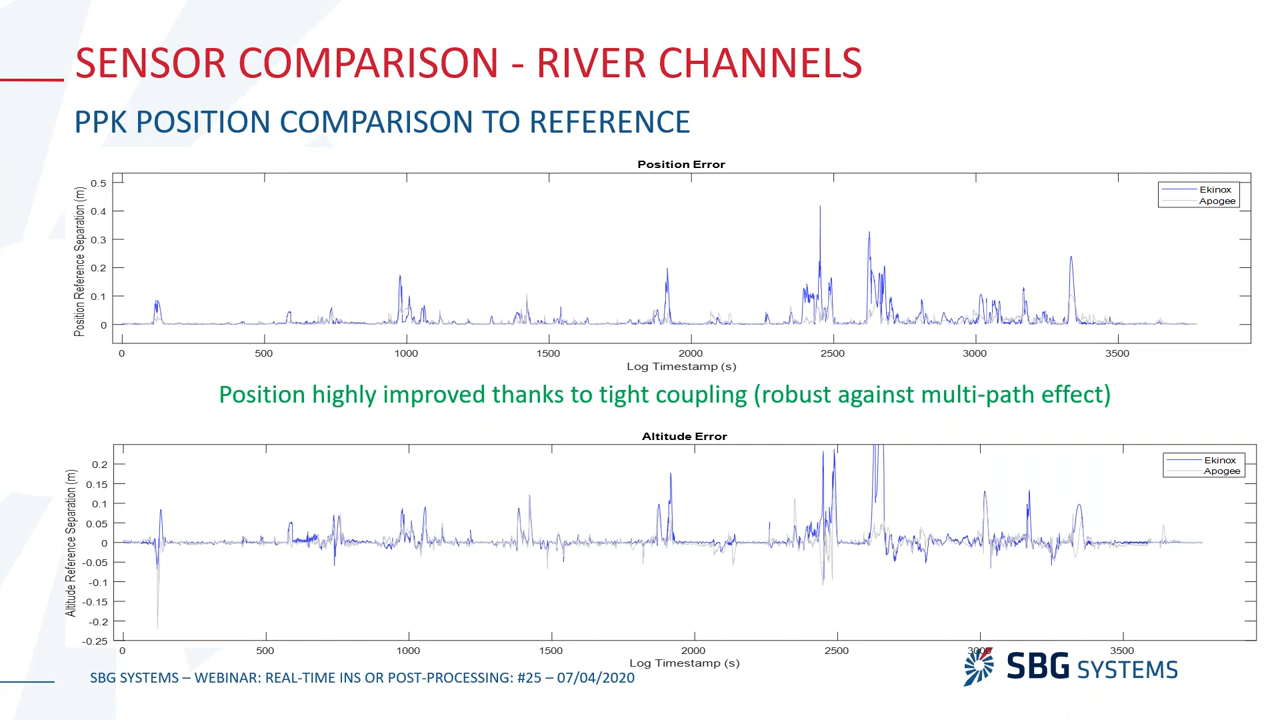 SENSOR COMPARISON - RIVER CHANNELS
PPK POSITION COMPARISON TO REFERENCE
Position Error
Position Reference Separation (m)
0.5
0.4
0.3
0.2
0.1
0
Ekinox
Apogee
0 500 1000 1500 2000 2500 3000 3500
Log Timestamp (s)
Position highly improved thanks to tight coupling (robust against multi-path effect)
Altitude Error
Altitude Reference Separation (m)
0.2
0.15
0.1
0.05
0
-0.05
-0.1
-0.15
-0.2
-0.25
Ekinox
Apogee
0 500 1000 1500 2000 2500 3000 3500
Log Timestamp (s)
SBG SYSTEMS – WEBINAR: REAL-TIME INS OR POST-PROCESSING: #25 – 07/04/2020
SBG SYSTEMS